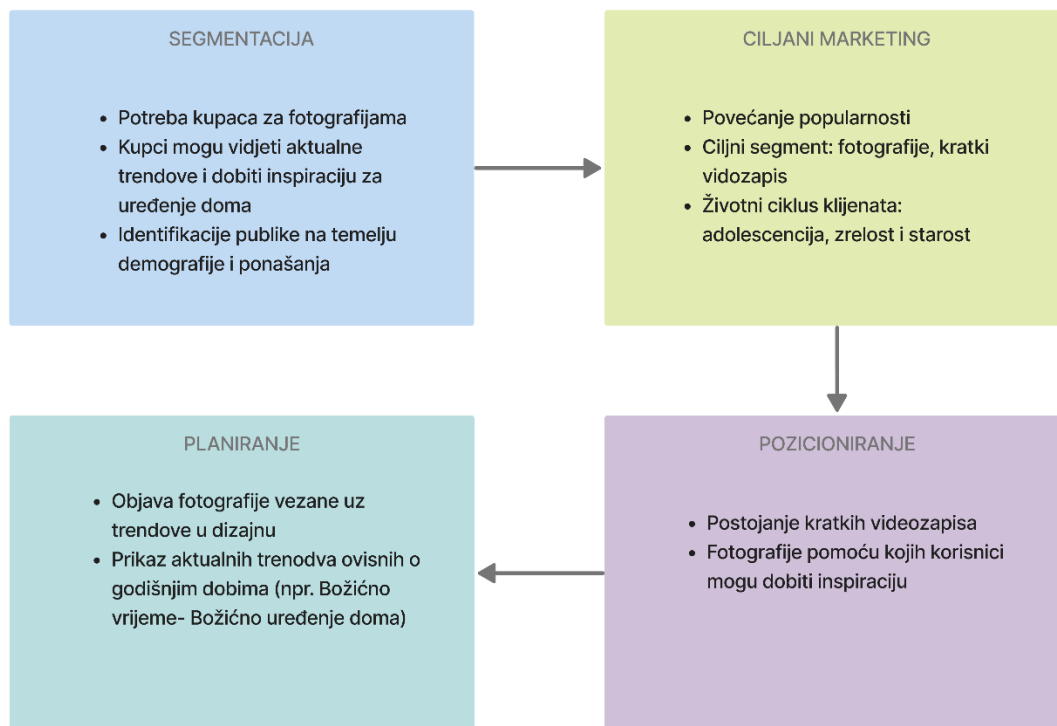 SEGMENTACIJA
• Potreba kupaca za fotografijama
• Kupci mogu vidjeti aktualne
trendove i dobiti inspiraciju za
uređenje doma
• Identifikacije publike na temelju
demografije i ponašanja
CILJANI MARKETING
• Povećanje popularnosti
• Ciljni segment: fotografije, kratki
vidozapis
• Životni ciklus klijenata:
adolescencija, zrelost i starost
PLANIRANJE
• Objava fotografije vezane uz
trendove u dizajnu
• Prikaz aktualnih trenodva ovisnih o
godišnjim dobima (npr. Božićno
vrijeme- Božićno uređenje doma)
POZICIONIRANJE
• Postojanje kratkih videozapisa
• Fotografije pomoću kojih korisnici
mogu dobiti inspiraciju